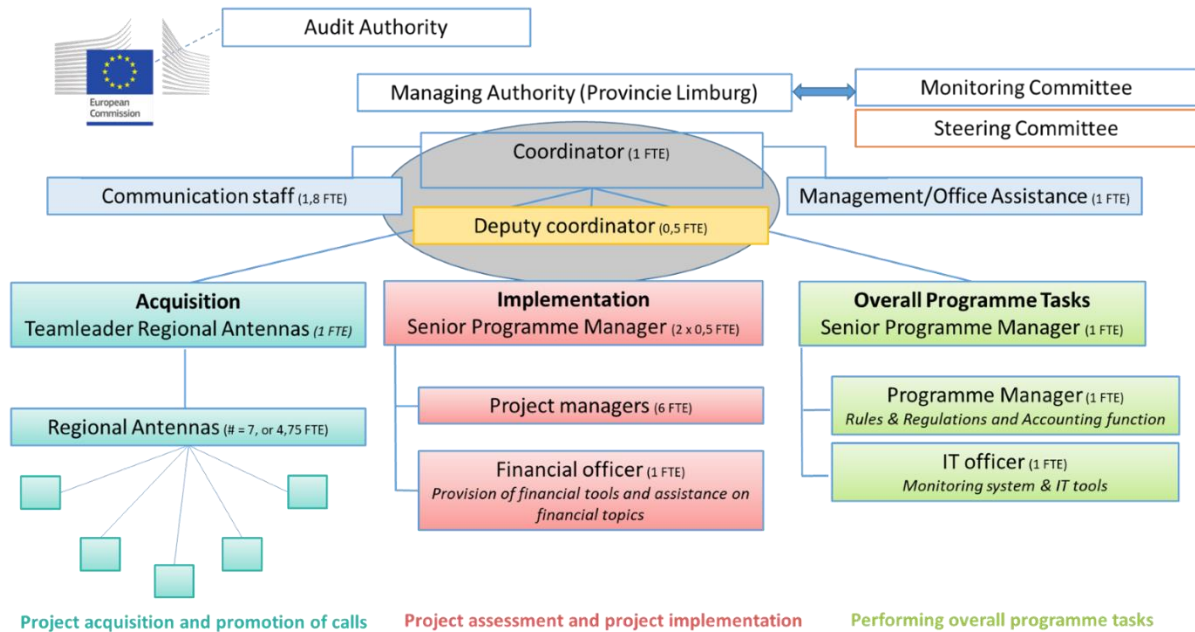 Audit Authority
European
Commission
Managing Authority (Provincie Limburg)
Monitoring Committee
Steering Committee
Coordinator (1 FTE)
Communication staff (1,8 FTE)
Management/Office Assistance (1 FTE)
Deputy coordinator (0,5 FTE)
Acquisition
Teamleader Regional Antennas (1 FTE)
Implementation
Senior Programme Manager (2 x 0,5 FTE)
Overall Programme Tasks
Senior Programme Manager (1 FTE)
Regional Antennas (# = 7, or 4,75 FTE)
Project managers (6 FTE)
Financial officer (1 FTE)
Provision of financial tools and assistance on
financial topics
Programme Manager (1 FTE)
Rules & Regulations and Accounting function
IT officer (1 FTE)
Monitoring system & IT tools
Project acquisition and promotion of calls
Project assessment and project implementation
Performing overall programme tasks